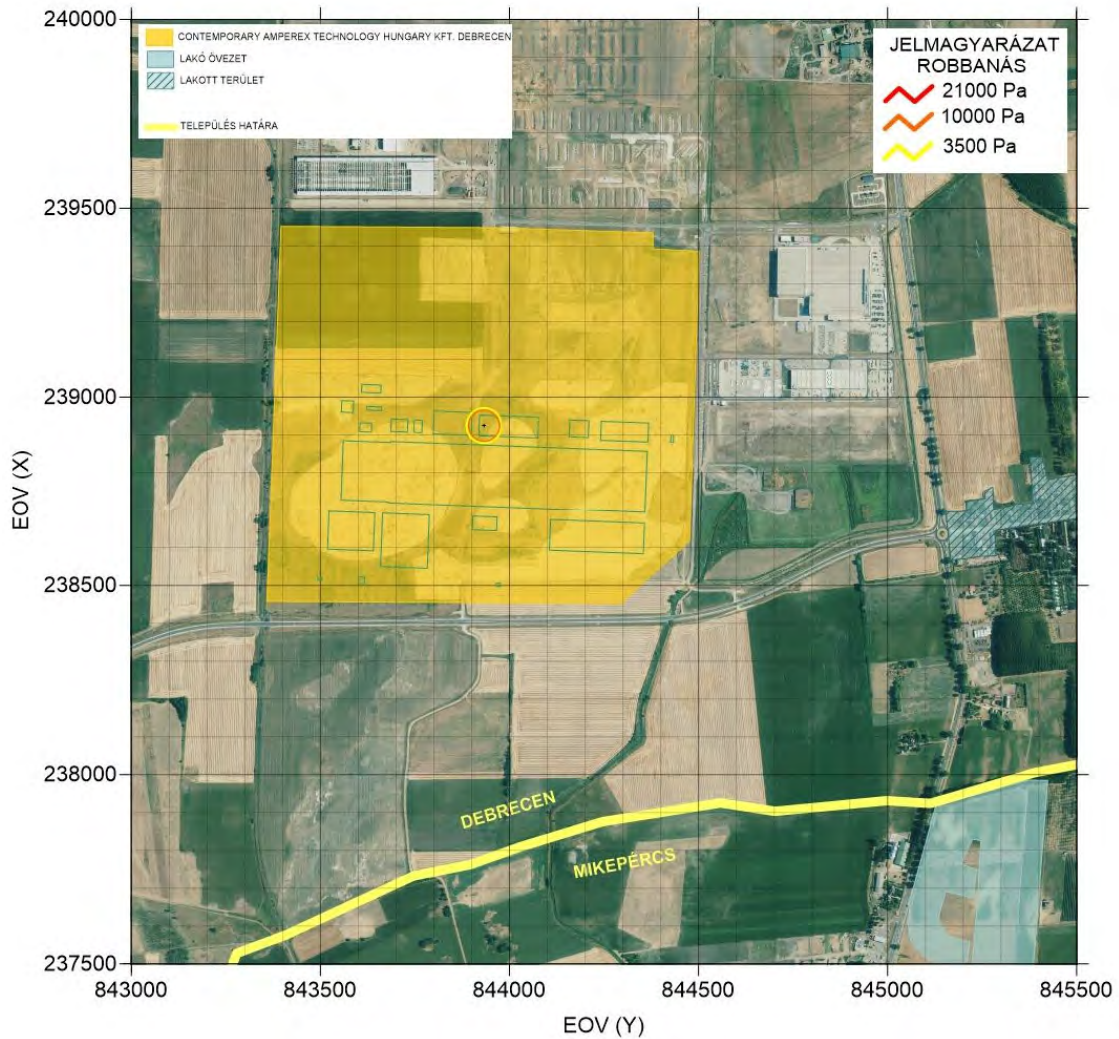 CONTEMPORARY AMPEREX TECHNOLOGY HUNGARY KFT. DEBRECEN
LAKÓ ÖVEZET
LAKOTT TERÜLET
TELEPÜLÉS HATÁRA
JELMAGYARÁZAT
ROBBANÁS
21000 Pa
10000 Pa
3500 Pa
240000
239500
239000
238500
238000
237500
EOV (X)
DEBRECEN
MIKEPÉRCS
843000
843500
844000
844500
845000
845500
EOV (Y)